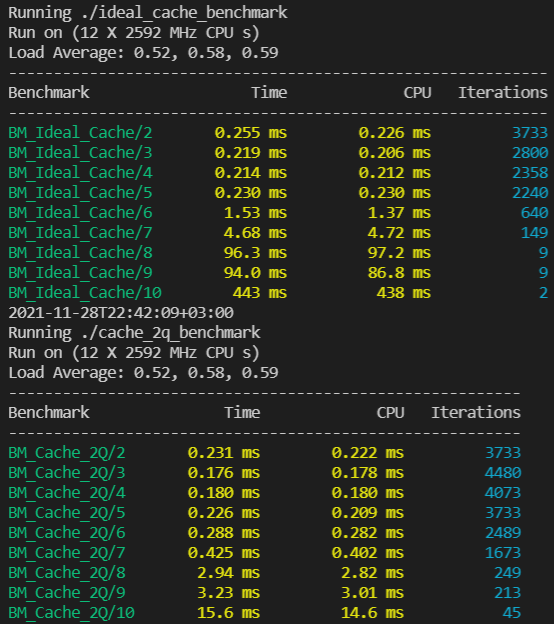 Running ./ideal_cache_benchmark
Run on (12 X 2592 MHz CPU s)
Load Average: 0.52, 0.58, 0.59
------------------------------------------------------------
Benchmark                  Time             CPU   Iterations
------------------------------------------------------------
BM_Ideal_Cache/2       0.255 ms        0.226 ms         3733
BM_Ideal_Cache/3       0.219 ms        0.206 ms         2800
BM_Ideal_Cache/4       0.214 ms        0.212 ms         2358
BM_Ideal_Cache/5       0.230 ms        0.230 ms         2240
BM_Ideal_Cache/6        1.53 ms         1.37 ms          640
BM_Ideal_Cache/7        4.68 ms         4.72 ms          149
BM_Ideal_Cache/8        96.3 ms         97.2 ms            9
BM_Ideal_Cache/9        94.0 ms         86.8 ms            9
BM_Ideal_Cache/10        443 ms          438 ms            2
2021-11-28T22:42:09+03:00
Running ./cache_2q_benchmark
Run on (12 X 2592 MHz CPU s)
Load Average: 0.52, 0.58, 0.59
---------------------------------------------------------
Benchmark               Time             CPU   Iterations
---------------------------------------------------------
BM_Cache_2Q/2       0.231 ms        0.222 ms         3733
BM_Cache_2Q/3       0.176 ms        0.178 ms         4480
BM_Cache_2Q/4       0.180 ms        0.180 ms         4073
BM_Cache_2Q/5       0.226 ms        0.209 ms         3733
BM_Cache_2Q/6       0.288 ms        0.282 ms         2489
BM_Cache_2Q/7       0.425 ms        0.402 ms         1673
BM_Cache_2Q/8        2.94 ms         2.82 ms          249
BM_Cache_2Q/9        3.23 ms         3.01 ms          213
BM_Cache_2Q/10       15.6 ms         14.6 ms           45